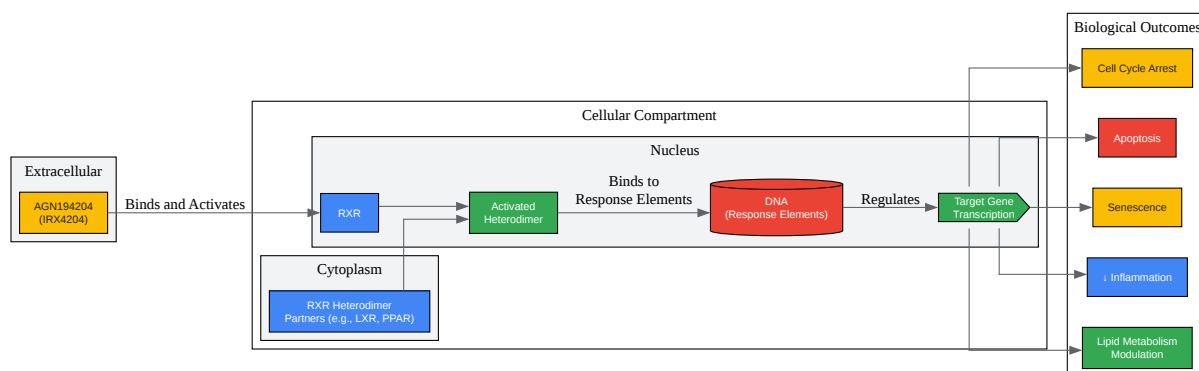 Biological Outcomes
Cell Cycle Arrest
Cellular Compartment
Apoptosis
Nucleus
Extracellular
AGN194204
(IRX4204)
Binds and Activates
RXR
Activated
Heterodimer
Binds to
Response Elements
DNA
(Response Elements)
Regulates
Target Gene
Transcription
Senescence
Cytoplasm
RXR Heterodimer
Partners (e.g., LXR, PPAR)
↓ Inflammation
Lipid Metabolism
Modulation